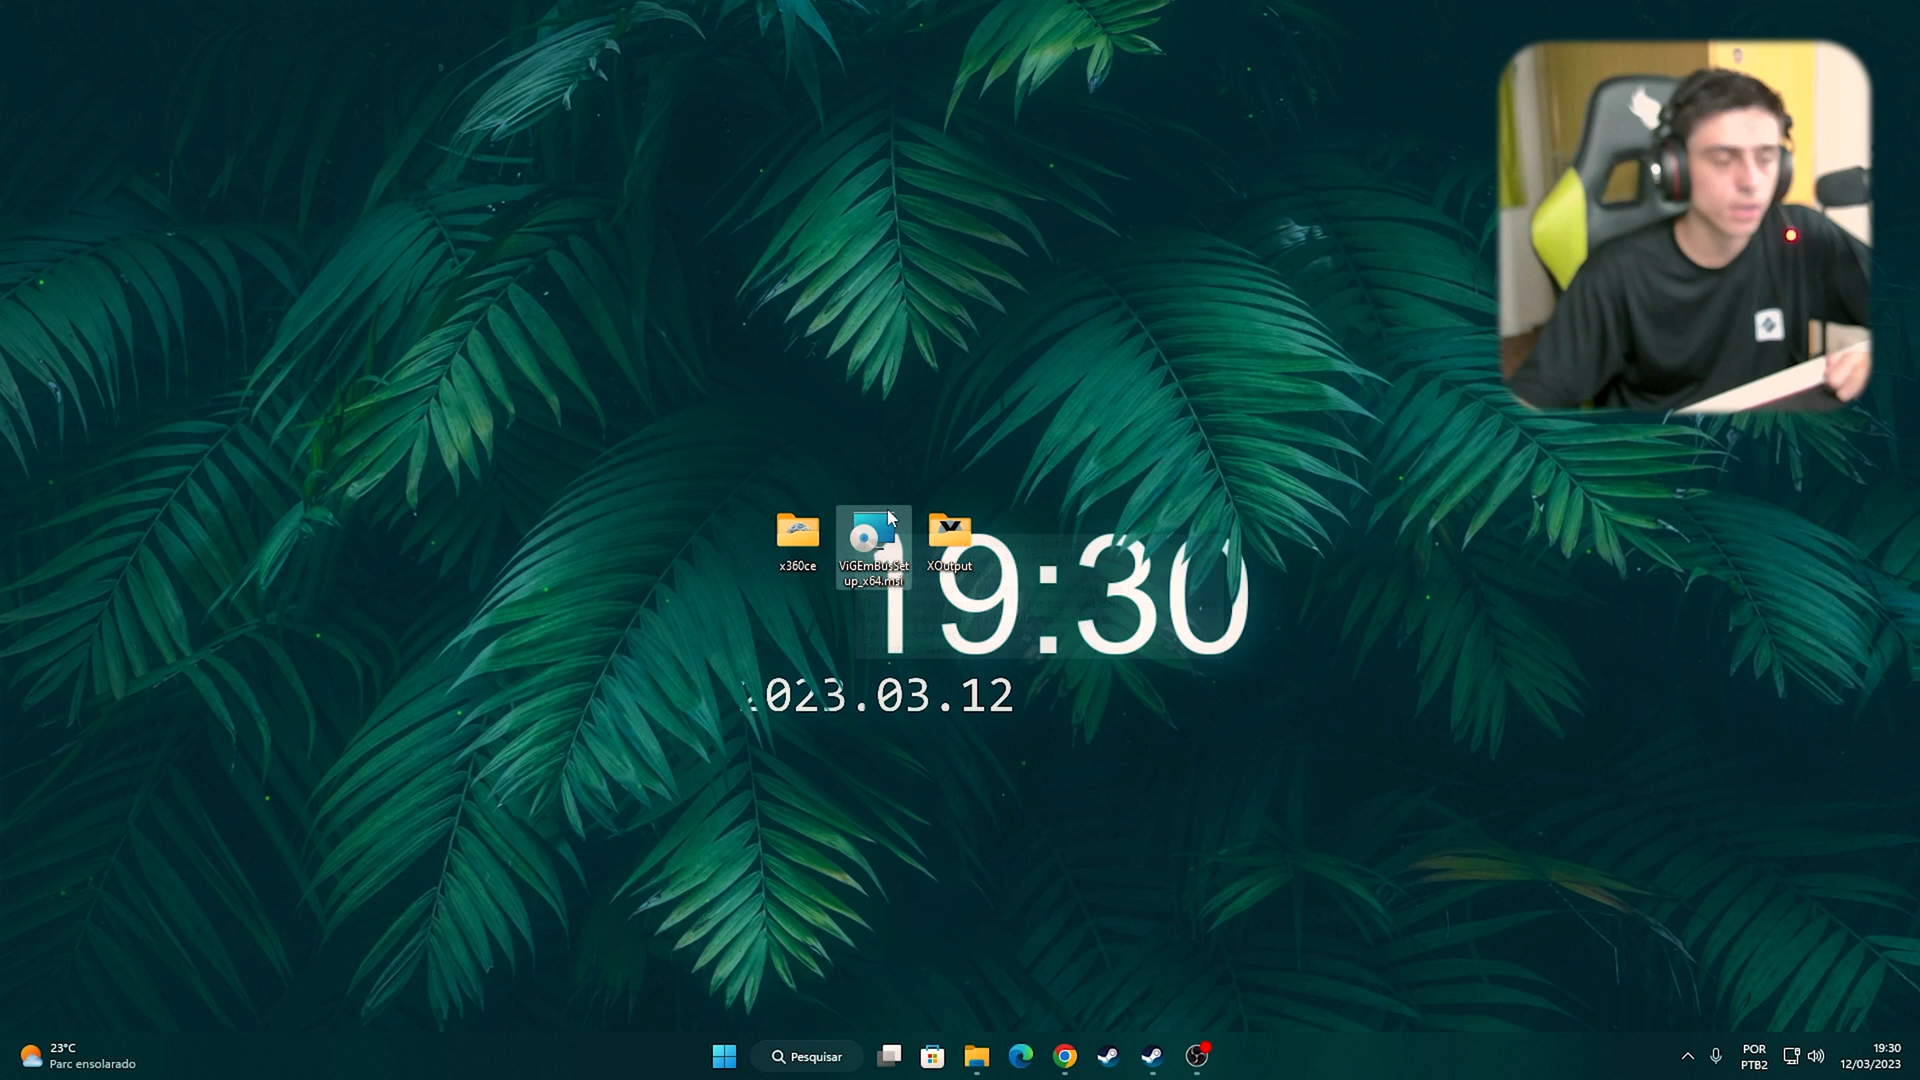 x360ce
ViGEmBusSet
up_x64.msi
XOutput
19:30
2023.03.12
23°C
Parc ensolarado
Pesquisar
POR
PTB2
19:30
12/03/2023